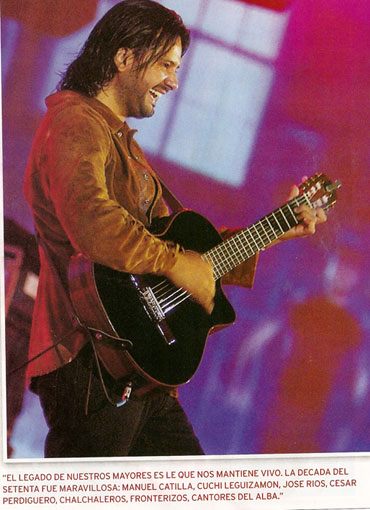 “EL LEGADO DE NUESTROS MAYORES ES LE QUE NOS MANTIENE VIVO. LA DECADA DEL
SETENTA FUE MARAVILLOSA: MANUEL CATILLA, CUCHI LEGUIZAMON, JOSE RIOS, CESAR
PERDIGUERO, CHALCHALEROS, FRONTERIZOS, CANTORES DEL ALBA.”